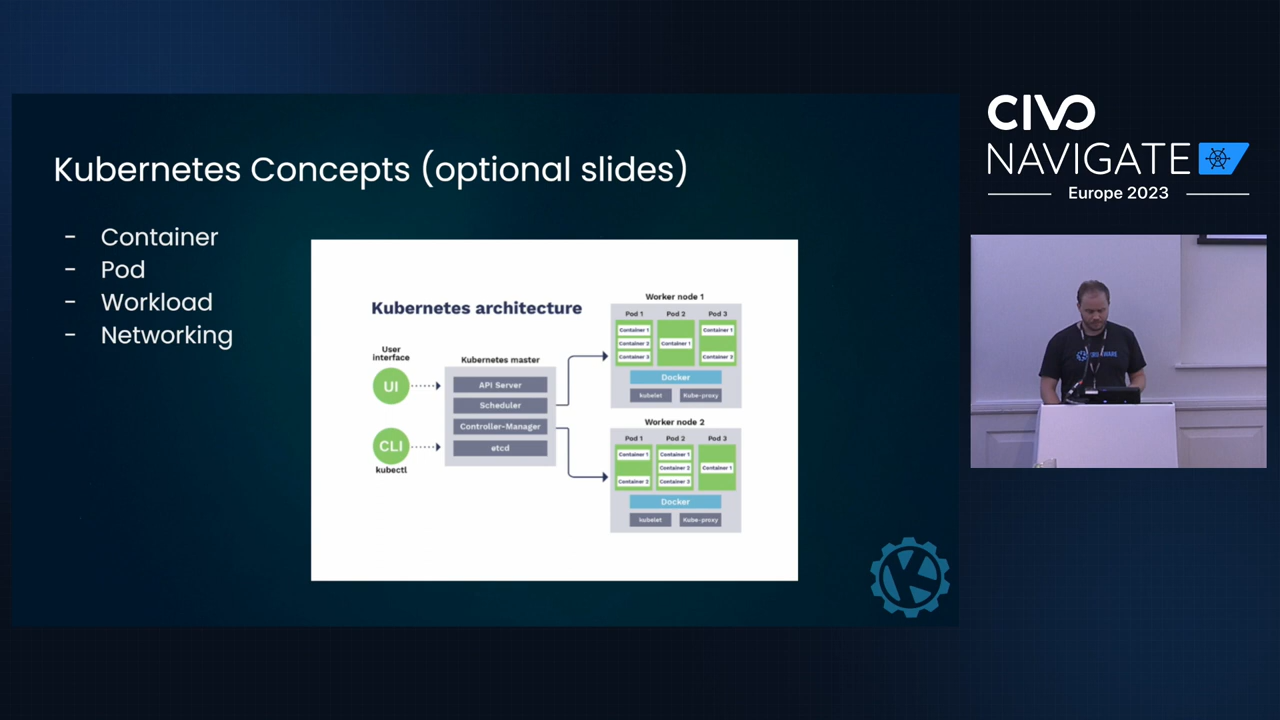 Kubernetes Concepts (optional slides)
- Container
- Pod
- Workload
- Networking
Kubernetes architecture
User
interface
UI
CLI
kubectl
Kubernetes master
API Server
Scheduler
Controller-Manager
etcd
Worker node 1
Pod 1 Pod 2 Pod 3
Container 1 Container 1
Container 2 Container 1
Container 3 Container 3
Docker
kubelet Kube-proxy
Worker node 2
Pod 1 Pod 2 Pod 3
Container 1 Container 1
Container 2 Container 1
Container 2 Container 3
Docker
kubelet Kube-proxy
CIVO
NAVIGATE
Europe 2023